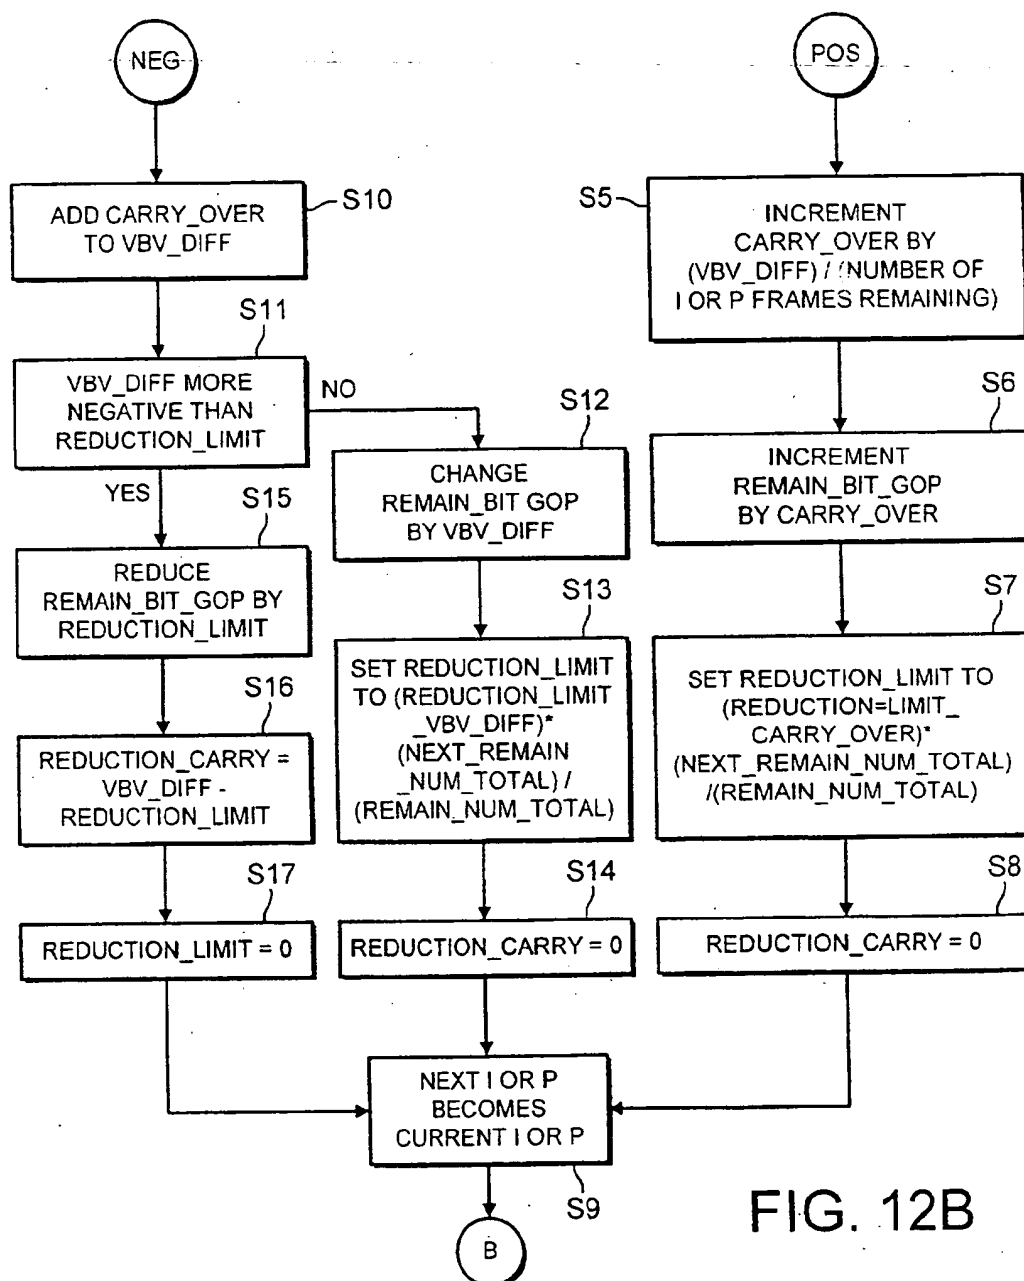 NEG
ADD CARRY_OVER
TO VBV_DIFF
S10
S11
VBV_DIFF MORE
NEGATIVE THAN
REDUCTION_LIMIT
NO
YES
S15
REDUCE
REMAIN_BIT_GOP BY
REDUCTION_LIMIT
S16
REDUCTION_CARRY =
VBV_DIFF -
REDUCTION_LIMIT
S17
REDUCTION_LIMIT = 0
S12
CHANGE
REMAIN_BIT GOP
BY VBV_DIFF
S13
SET REDUCTION_LIMIT
TO (REDUCTION_LIMIT
_VBV_DIFF)*
(NEXT_REMAIN
_NUM_TOTAL) /
(REMAIN_NUM_TOTAL)
S14
REDUCTION_CARRY = 0
POS
S5
INCREMENT
CARRY_OVER BY
(VBV_DIFF) / (NUMBER OF
I OR P FRAMES REMAINING)
S6
INCREMENT
REMAIN_BIT_GOP
BY CARRY_OVER
S7
SET REDUCTION_LIMIT TO
(REDUCTION=LIMIT_
CARRY_OVER)*
(NEXT_REMAIN_NUM_TOTAL)
/(REMAIN_NUM_TOTAL)
S8
REDUCTION_CARRY = 0
NEXT I OR P
BECOMES
CURRENT I OR P
S9
B
FIG. 12B